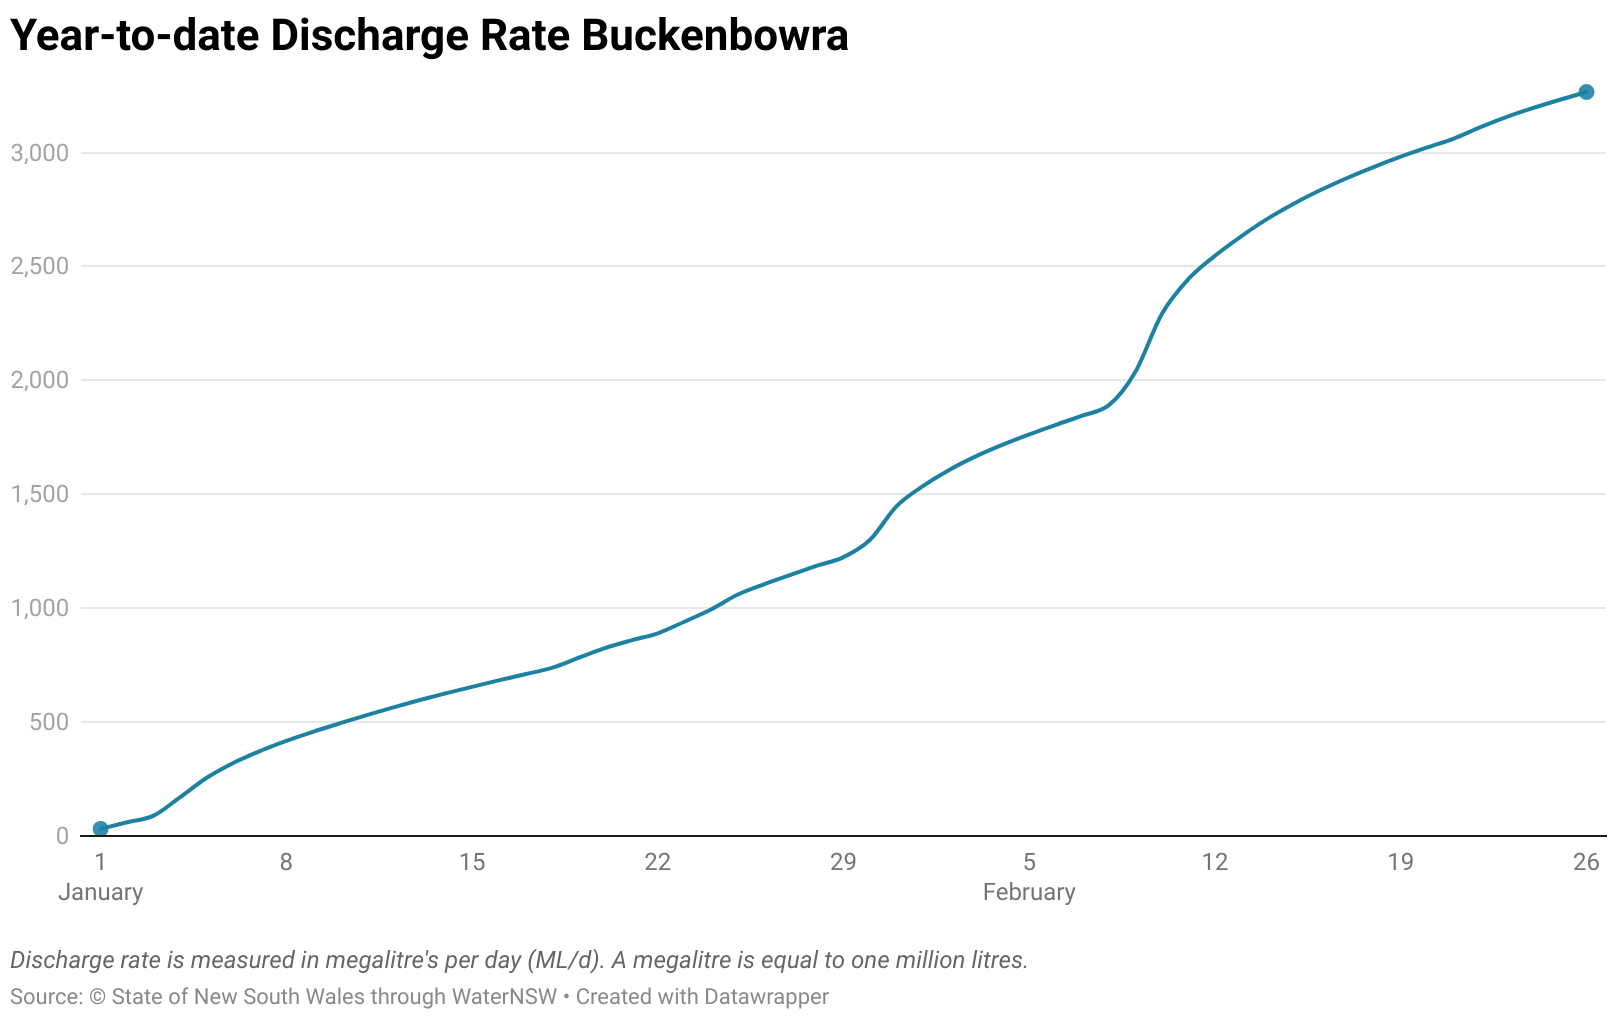 Year-to-date Discharge Rate Buckenbowra
3,000
2,500
2,000
1,500
1,000
500
0
1 8 15 22 29 5 12 19 26
January February
Discharge rate is measured in megalitre's per day (ML/d). A megalitre is equal to one million litres.
Source: © State of New South Wales through WaterNSW • Created with Datawrapper